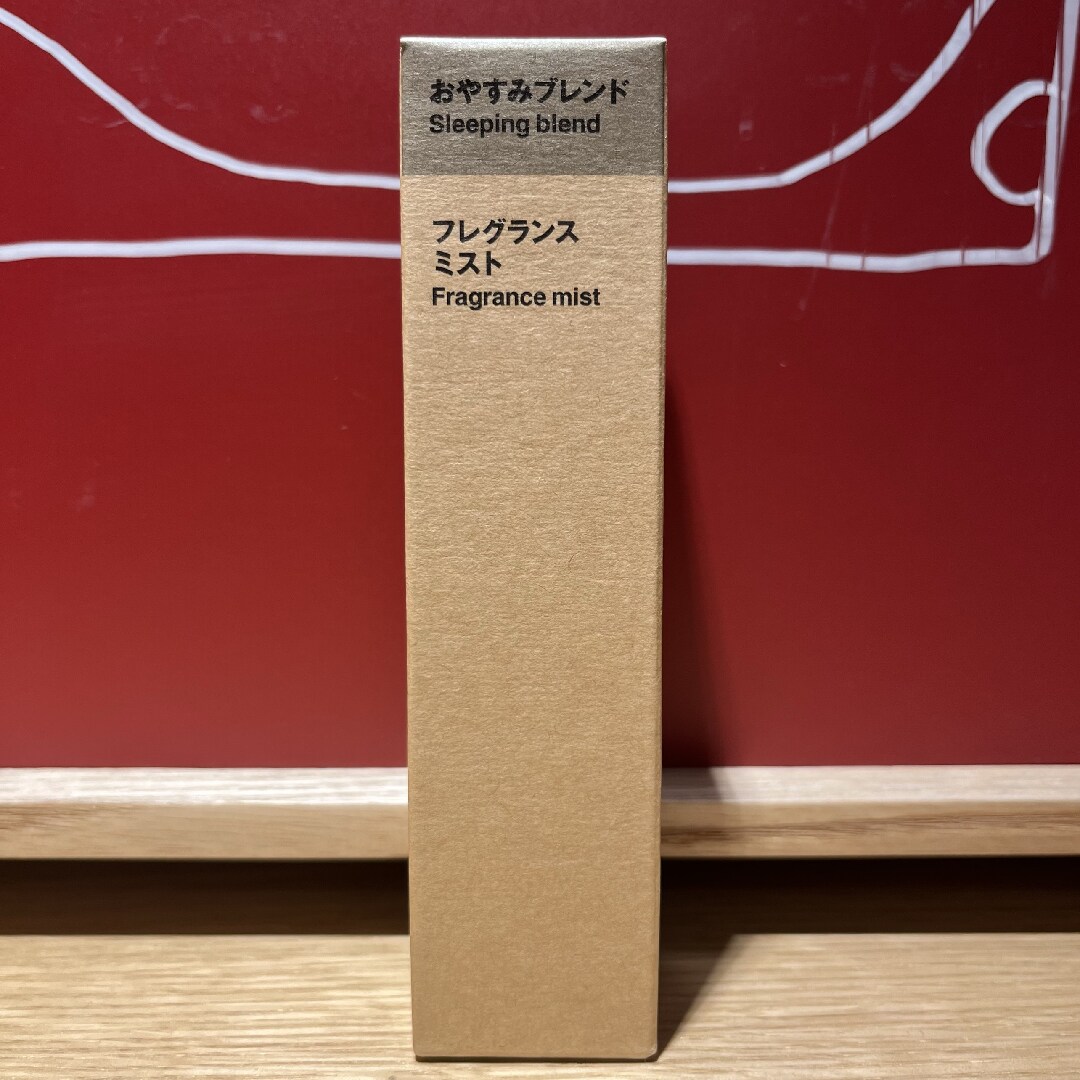 おやすみブレンド
Sleeping blend
フレグランス
ミスト
Fragrance mist